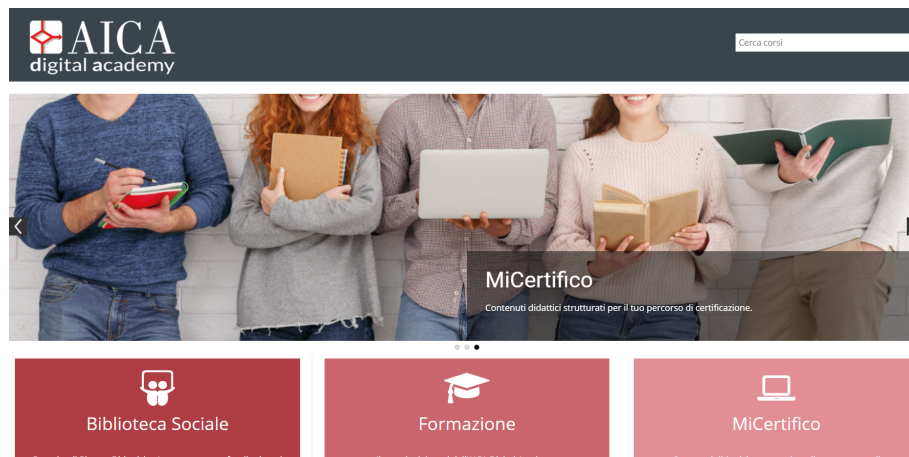 AICA
digital academy
Cerca corsi
MiCertifico
Contenuti didattici strutturati per il tuo percorso di certificazione.
Biblioteca Sociale
Formazione
MiCertifico